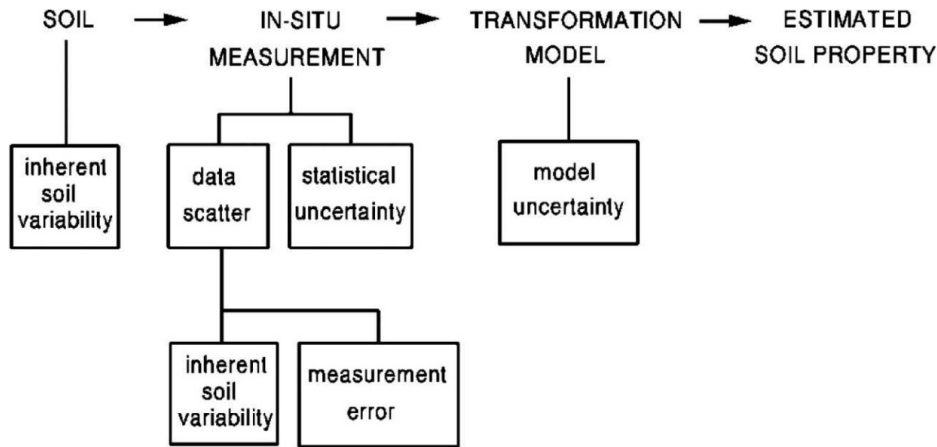 SOIL
IN-SITU
MEASUREMENT
TRANSFORMATION
MODEL
ESTIMATED
SOIL PROPERTY
inherent
soil
variability
data
scatter
statistical
uncertainty
model
uncertainty
inherent
soil
variability
measurement
error